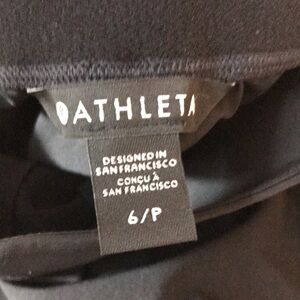 ATHLETA
DESIGNED IN
SAN FRANCISCO
CONÇU À
SAN FRANCISCO
6/P